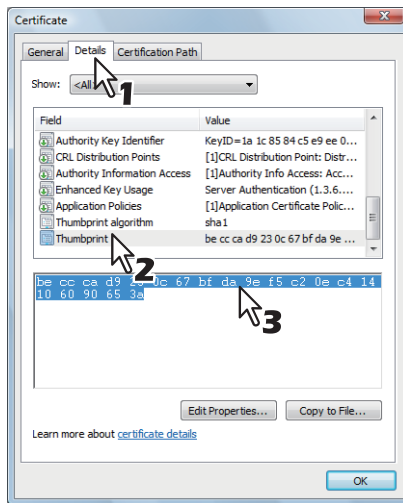 Certificate
General Details Certification Path
Show: <All>
1
Field Value
Authority Key Identifier KeyID=1a 1c 85 84 c5 e9 ee 0...
CRL Distribution Points [1]CRL Distribution Point: Distr...
Authority Information Access [1]Authority Info Access: Acc...
Enhanced Key Usage Server Authentication (1.3.6....
Application Policies [1]Application Certificate Polic...
Thumbprint algorithm sha1
Thumbprint be cc ca d9 23 0c 67 bf da 9e ...
2
be cc ca d9 23 0c 67 bf da 9e f5 c2 0e c4 14
10 60 90 65 3a
3
Edit Properties... Copy to File...
Learn more about certificate details
OK